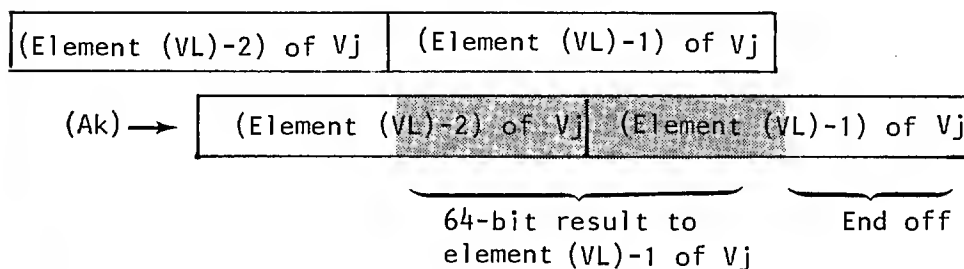 (Element (VL)-2) of Vj (Element (VL)-1) of Vj
(Ak) → (Element (VL)-2) of Vj (Element (VL)-1) of Vj
64-bit result to End off
element (VL)-1 of Vj